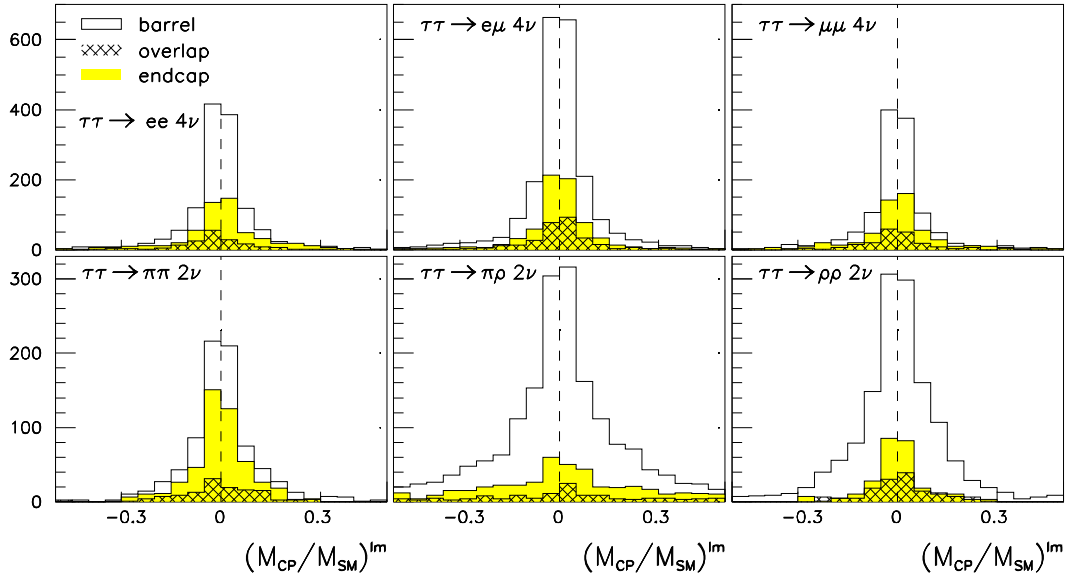 barrel
overlap
endcap
ττ → ee 4ν
ττ → eμ 4ν
ττ → μμ 4ν
600
400
200
0
ττ → ππ 2ν
ττ → πρ 2ν
ττ → ρρ 2ν
300
200
100
0
-0.3 0 0.3
-0.3 0 0.3
-0.3 0 0.3
(M_CP/M_SM)^Im
(M_CP/M_SM)^Im
(M_CP/M_SM)^Im